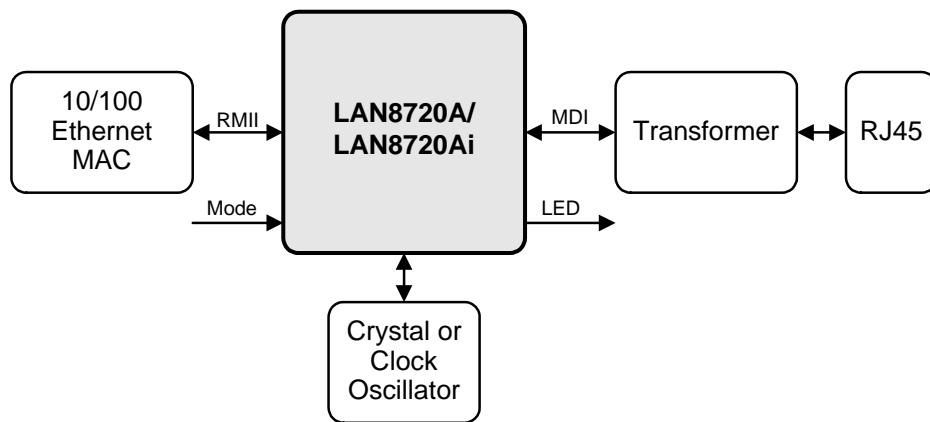 10/100
Ethernet
MAC
RMII
LAN8720A/
LAN8720Ai
MDI
Transformer
RJ45
Mode
LED
Crystal or
Clock
Oscillator